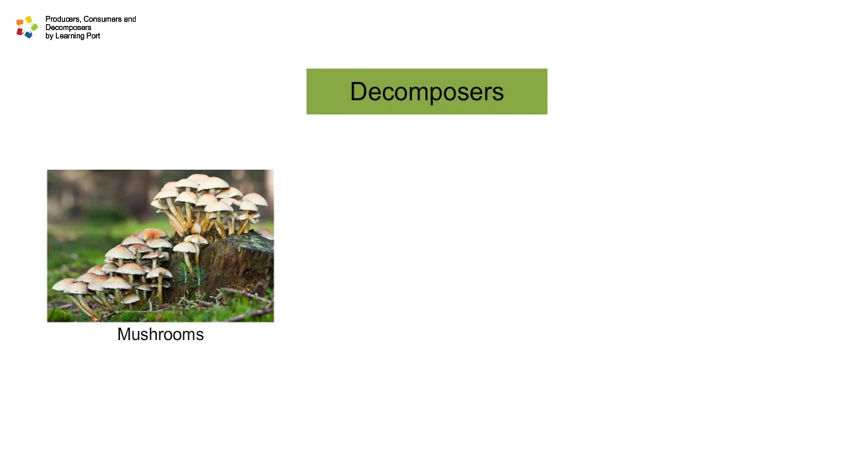 Producers, Consumers and
Decomposers
by Learning Port
Decomposers
Mushrooms